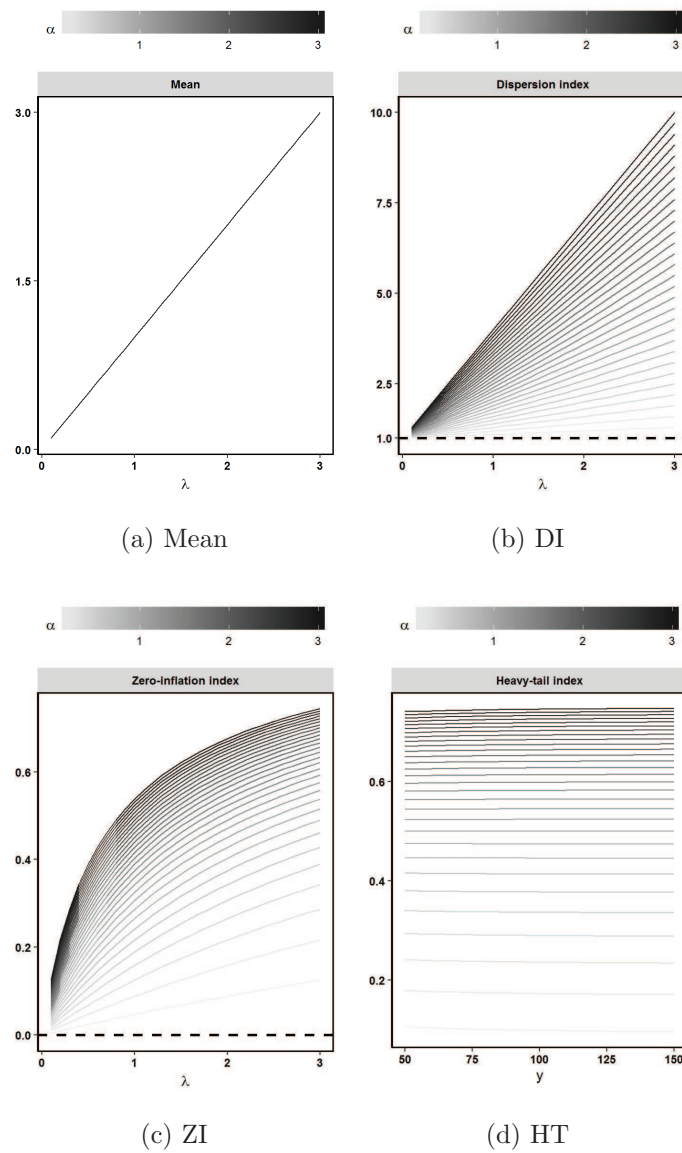 α 1 2 3
α 1 2 3
Mean
Dispersion index
3.0
1.5
0.0
0 1 2 3
λ
10.0
7.5
5.0
2.5
1.0
0 1 2 3
λ
(a) Mean
(b) DI
α 1 2 3
α 1 2 3
Zero-inflation index
Heavy-tail index
0.6
0.4
0.2
0.0
0 1 2 3
λ
0.6
0.4
0.2
50 75 100 125 150
y
(c) ZI
(d) HT